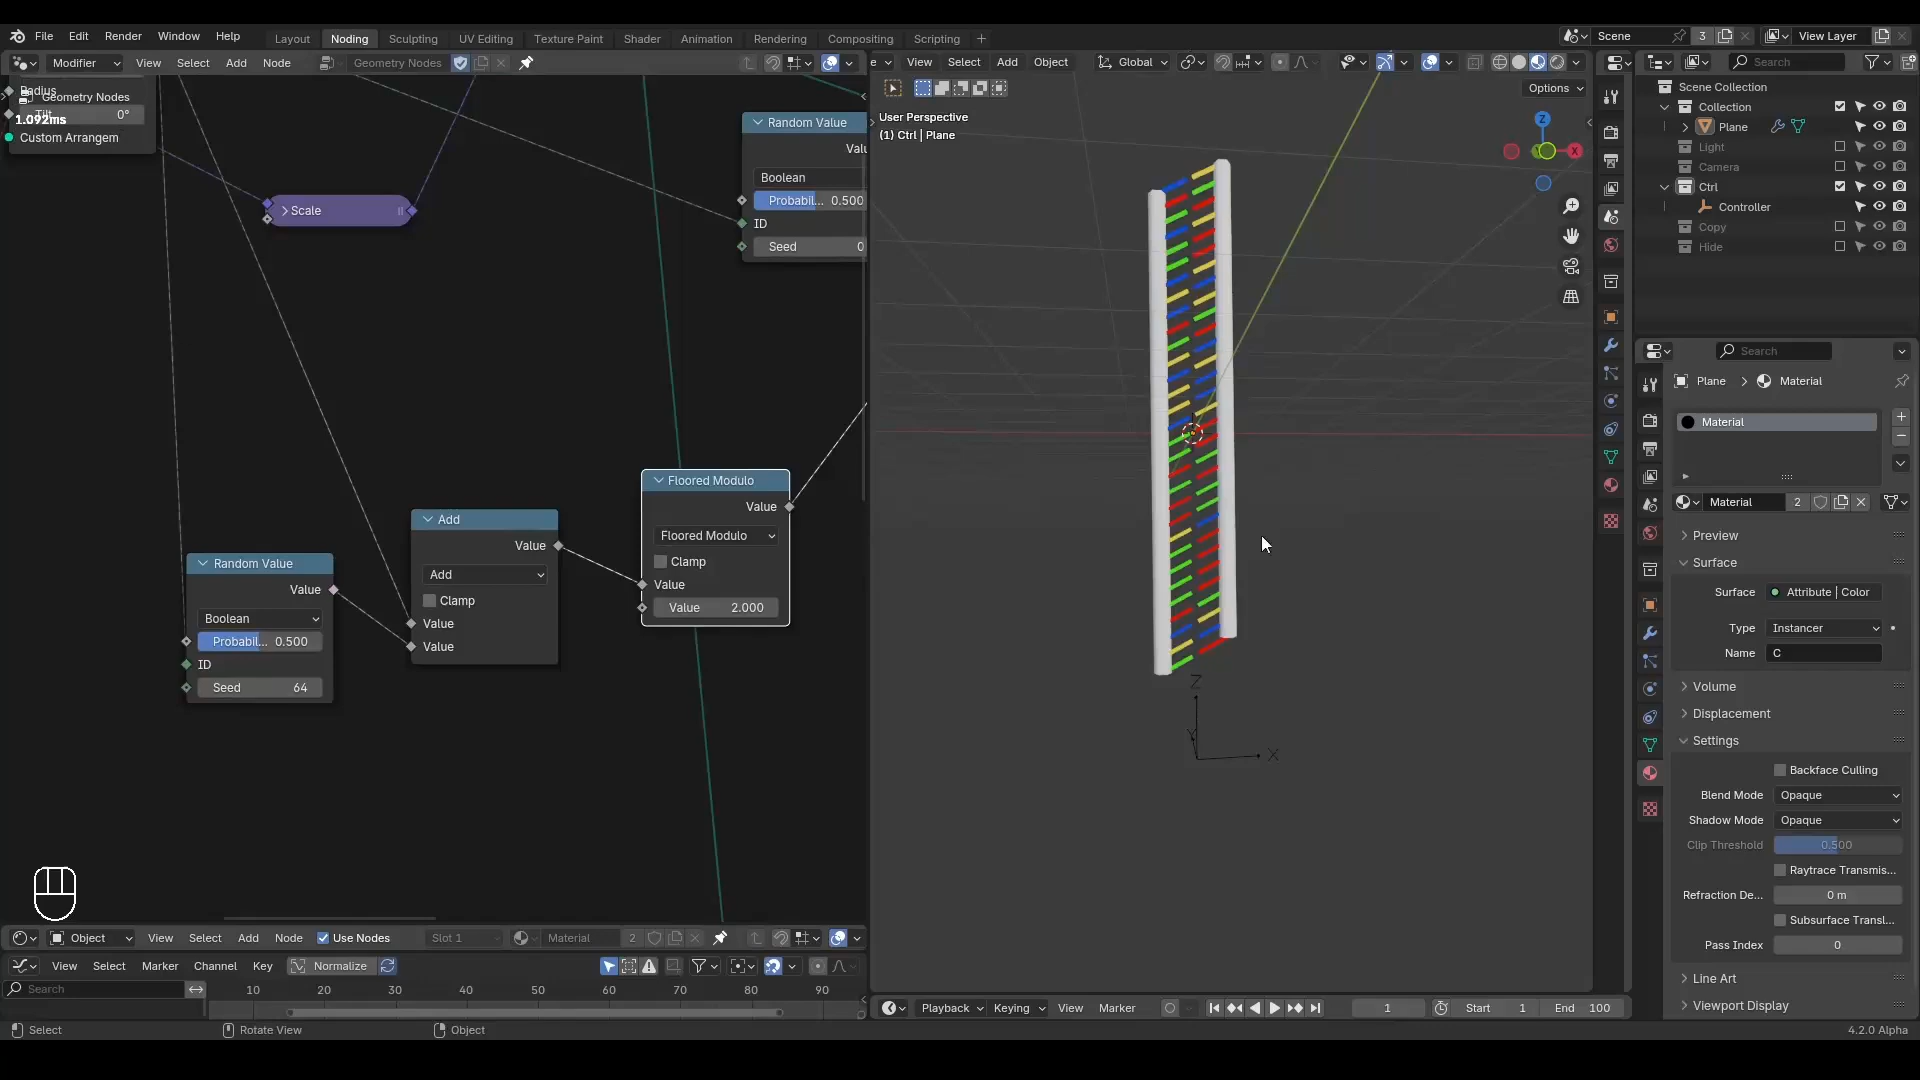 File Edit Render Window Help Layout Noding Sculpting UV Editing Texture Paint Shader Animation Rendering Compositing Scripting Scene 3 View Layer
Modifier View Select Add Node Geometry Nodes
View Select Add Object Global
Search
Options
Radius
Geometry Nodes
Tilt 0°
1.092ms
Custom Arrangem
Scale
Random Value
Boolean
Probabil... 0.500
ID
Seed 0
Floored Modulo
Value
Floored Modulo
Clamp
Value
Value 2.000
Add
Value
Add
Clamp
Value
Value
Random Value
Value
Boolean
Probabil... 0.500
ID
Seed 64
User Perspective
(1) Ctrl | Plane
Z
X
Z
X
Scene Collection
Collection
Plane
Light
Camera
Ctrl
Controller
Copy
Hide
Search
Plane Material
Material
Material 2
Preview
Surface
Surface Attribute | Color
Type Instancer
Name C
Volume
Displacement
Settings
Backface Culling
Blend Mode Opaque
Shadow Mode Opaque
Clip Threshold 0.500
Raytrace Transmis...
Refraction De... 0 m
Subsurface Transl...
Pass Index 0
Line Art
Viewport Display
Object View Select Add Node Use Nodes Slot 1 Material 2
View Select Marker Channel Key Normalize
Search
10 20 30 40 50 60 70 80 90
Playback Keying View Marker 1 Start 1 End 100
Select Rotate View Object 4.2.0 Alpha